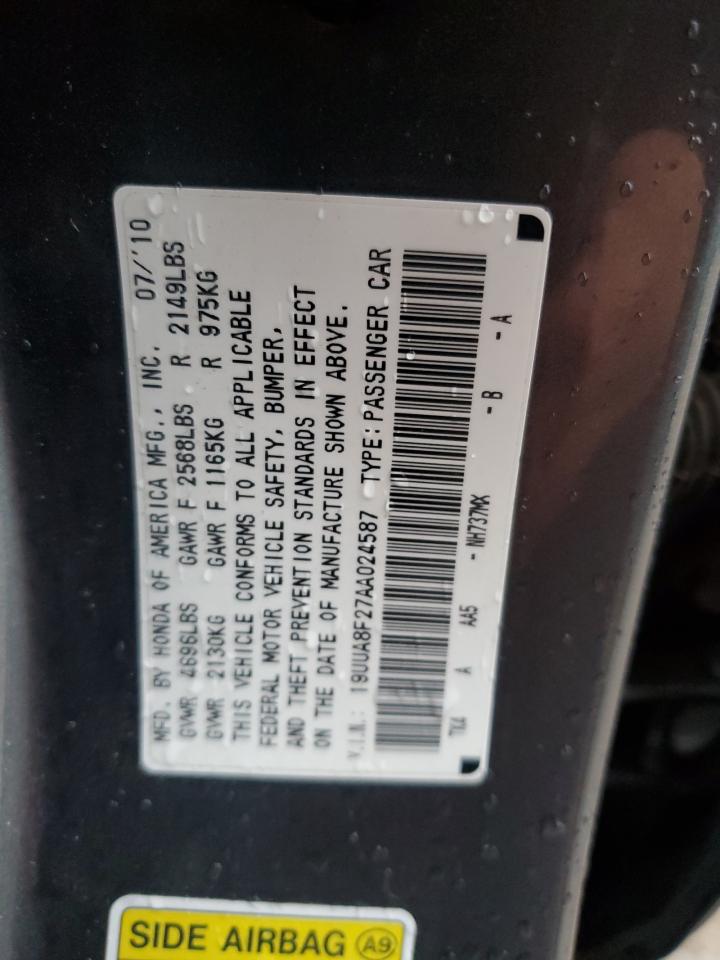 MFD. BY HONDA OF AMERICA MFG., INC. 07/'10
GVWR 4696LBS GAWR F 2568LBS R 2149LBS
GVWR 2130KG GAWR F 1165KG R 975KG
THIS VEHICLE CONFORMS TO ALL APPLICABLE
FEDERAL MOTOR VEHICLE SAFETY, BUMPER,
AND THEFT PREVENTION STANDARDS IN EFFECT
ON THE DATE OF MANUFACTURE SHOWN ABOVE.
V.I.N.: 19UUA8F27AA024587 TYPE:PASSENGER CAR
TK4 A AA5 - NH737MX - B - A
SIDE AIRBAG A9